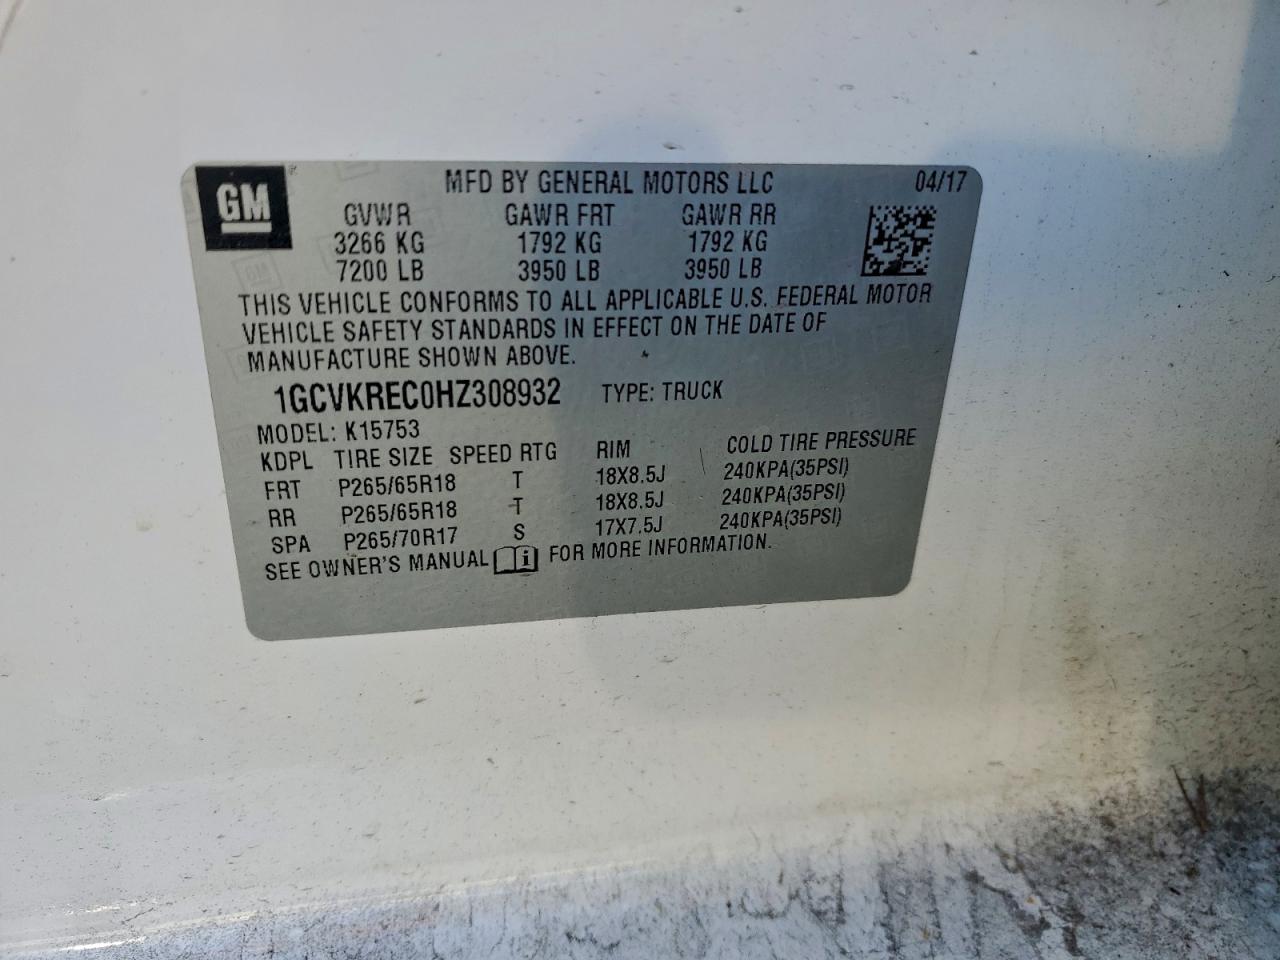 GM MFD BY GENERAL MOTORS LLC 04/17
GVWR GAWR FRT GAWR RR
3266 KG 1792 KG 1792 KG
7200 LB 3950 LB 3950 LB
THIS VEHICLE CONFORMS TO ALL APPLICABLE U.S. FEDERAL MOTOR
VEHICLE SAFETY STANDARDS IN EFFECT ON THE DATE OF
MANUFACTURE SHOWN ABOVE.
1GCVKREC0HZ308932 TYPE: TRUCK
MODEL: K15753
KDPL TIRE SIZE SPEED RTG RIM COLD TIRE PRESSURE
FRT P265/65R18 T 18X8.5J 240KPA(35PSI)
RR P265/65R18 T 18X8.5J 240KPA(35PSI)
SPA P265/70R17 S 17X7.5J 240KPA(35PSI)
SEE OWNER'S MANUAL i FOR MORE INFORMATION.